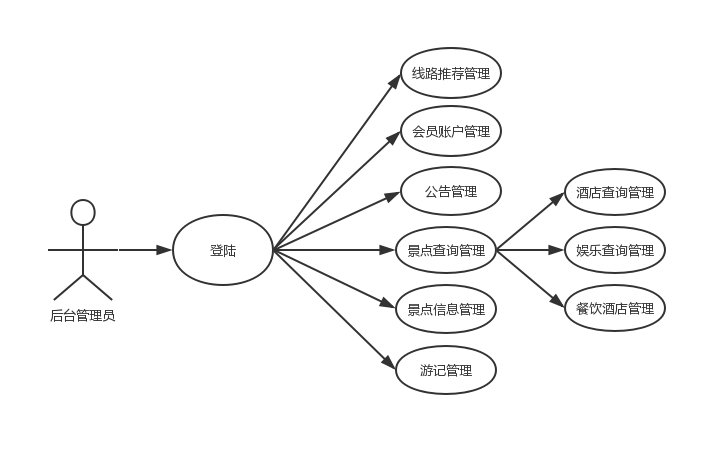 线路推荐管理
会员账户管理
公告管理
酒店查询管理
登陆
景点查询管理
娱乐查询管理
景点信息管理
餐饮酒店管理
后台管理员
游记管理